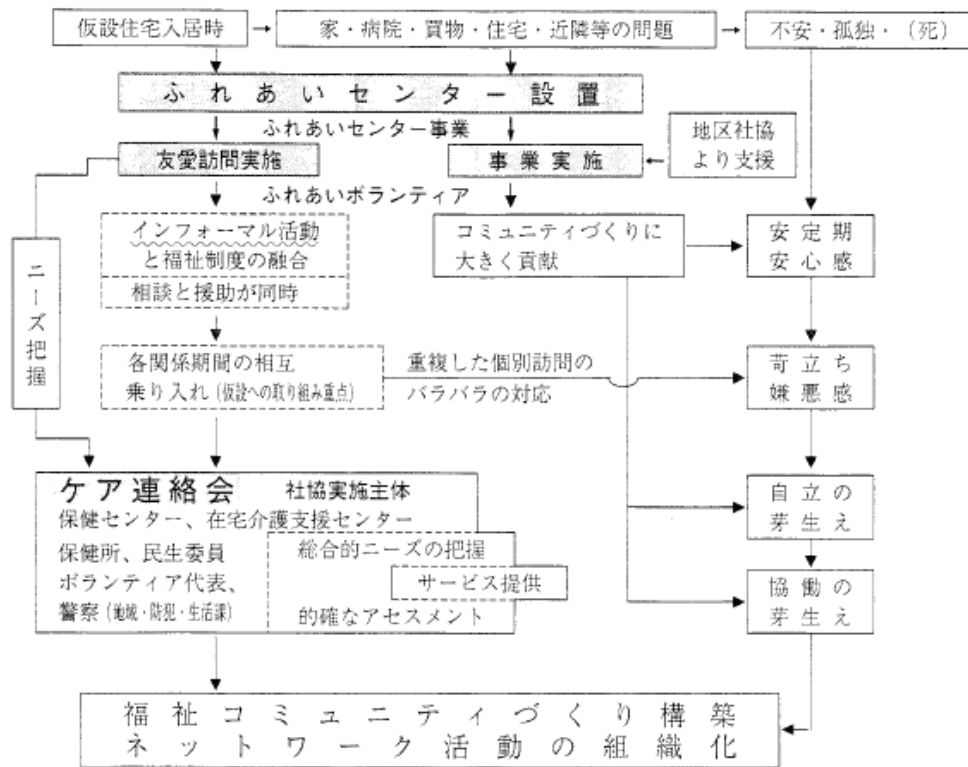 仮設住宅入居時
家・病院・買物・住宅・近隣等の問題
不安・孤独・(死)
ふれあいセンター設置
ふれあいセンター事業
地区社協
より支援
友愛訪問実施
事業実施
ふれあいボランティア
インフォーマル活動
と福祉制度の融合
相談と援助が同時
コミュニティづくりに
大きく貢献
安定期
安心感
ニーズ把握
各関係期間の相互
乗り入れ(仮設への取り組み重点)
重複した個別訪問の
バラバラの対応
苛立ち
嫌悪感
ケア連絡会 社協実施主体
保健センター、在宅介護支援センター
保健所、民生委員
ボランティア代表、
警察(地域・防犯・生活課)
総合的ニーズの把握
サービス提供
的確なアセスメント
自立の
芽生え
協働の
芽生え
福祉コミュニティづくり構築
ネットワーク活動の組織化